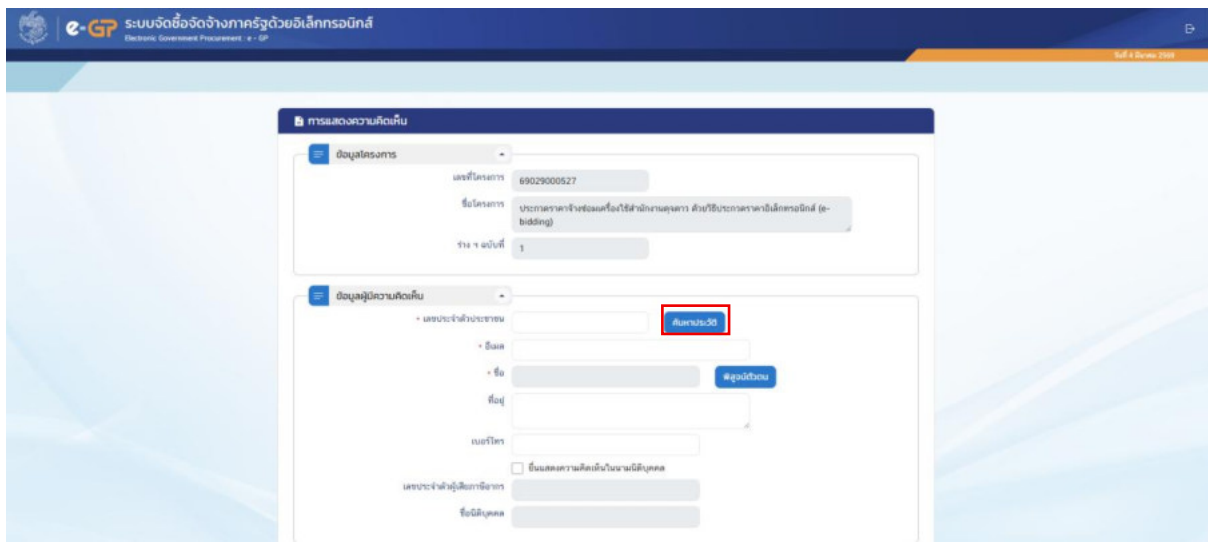 e-GP ระบบจัดซื้อจัดจ้างภาครัฐด้วยอิเล็กทรอนิกส์
Electronic Government Procurement : e - GP
วันที่ 4 มีนาคม 2569
การแสดงความคิดเห็น
ข้อมูลโครงการ
เลขที่โครงการ 69029000527
ชื่อโครงการ ประกวดราคาจ้างซ่อมเครื่องใช้สำนักงานคุรุควาว ด้วยวิธีประกวดราคาอิเล็กทรอนิกส์ (e-
bidding)
ร่าง ฯ ฉบับที่ 1
ข้อมูลผู้มีความคิดเห็น
* เลขประจำตัวประชาชน ค้นหาประวัติ
* อีเมล
* ชื่อ พิสูจน์ตัวตน
ที่อยู่
เบอร์โทร
ยื่นแสดงความคิดเห็นในนามนิติบุคคล
เลขประจำตัวผู้เสียภาษีอากร
ชื่อนิติบุคคล